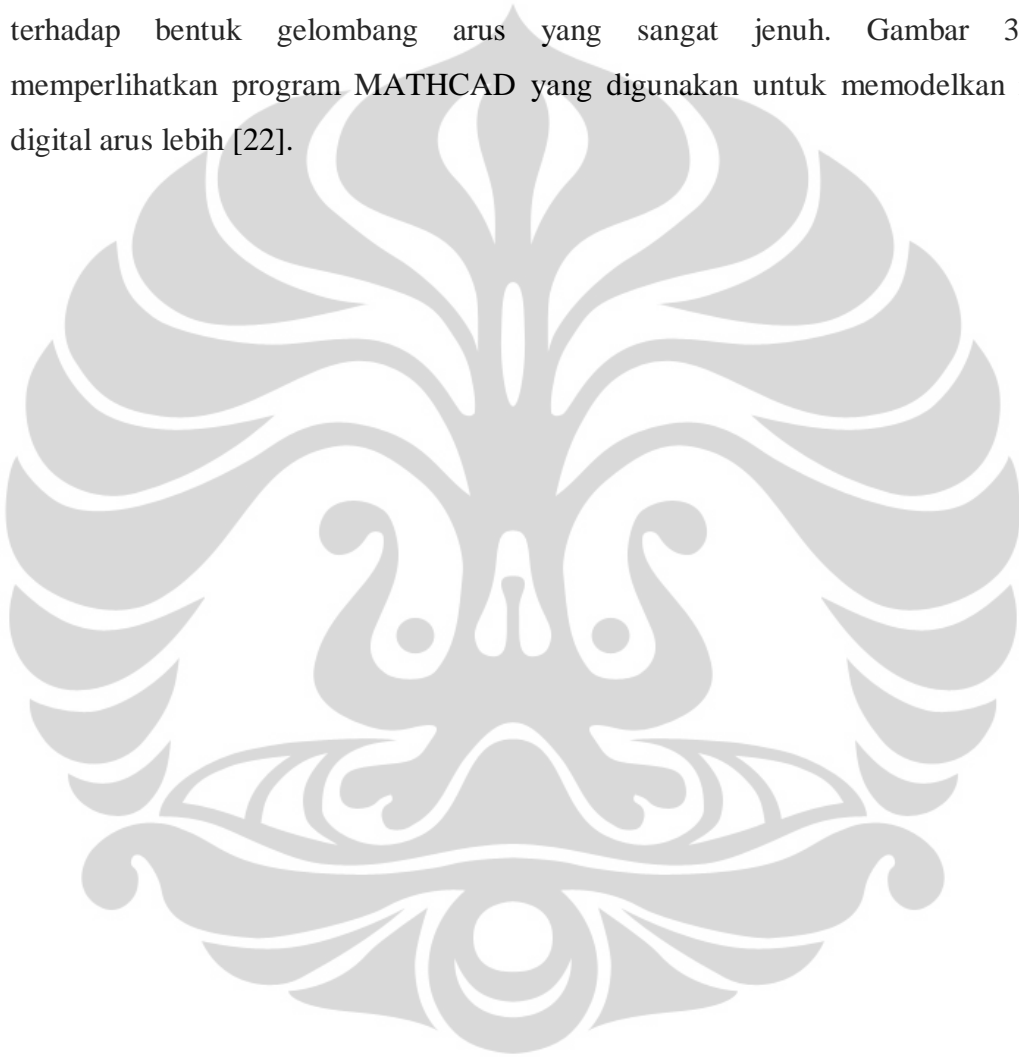 terhadap bentuk gelombang arus yang sangat jenuh. Gambar 3
memperlihatkan program MATHCAD yang digunakan untuk memodelkan
digital arus lebih [22].